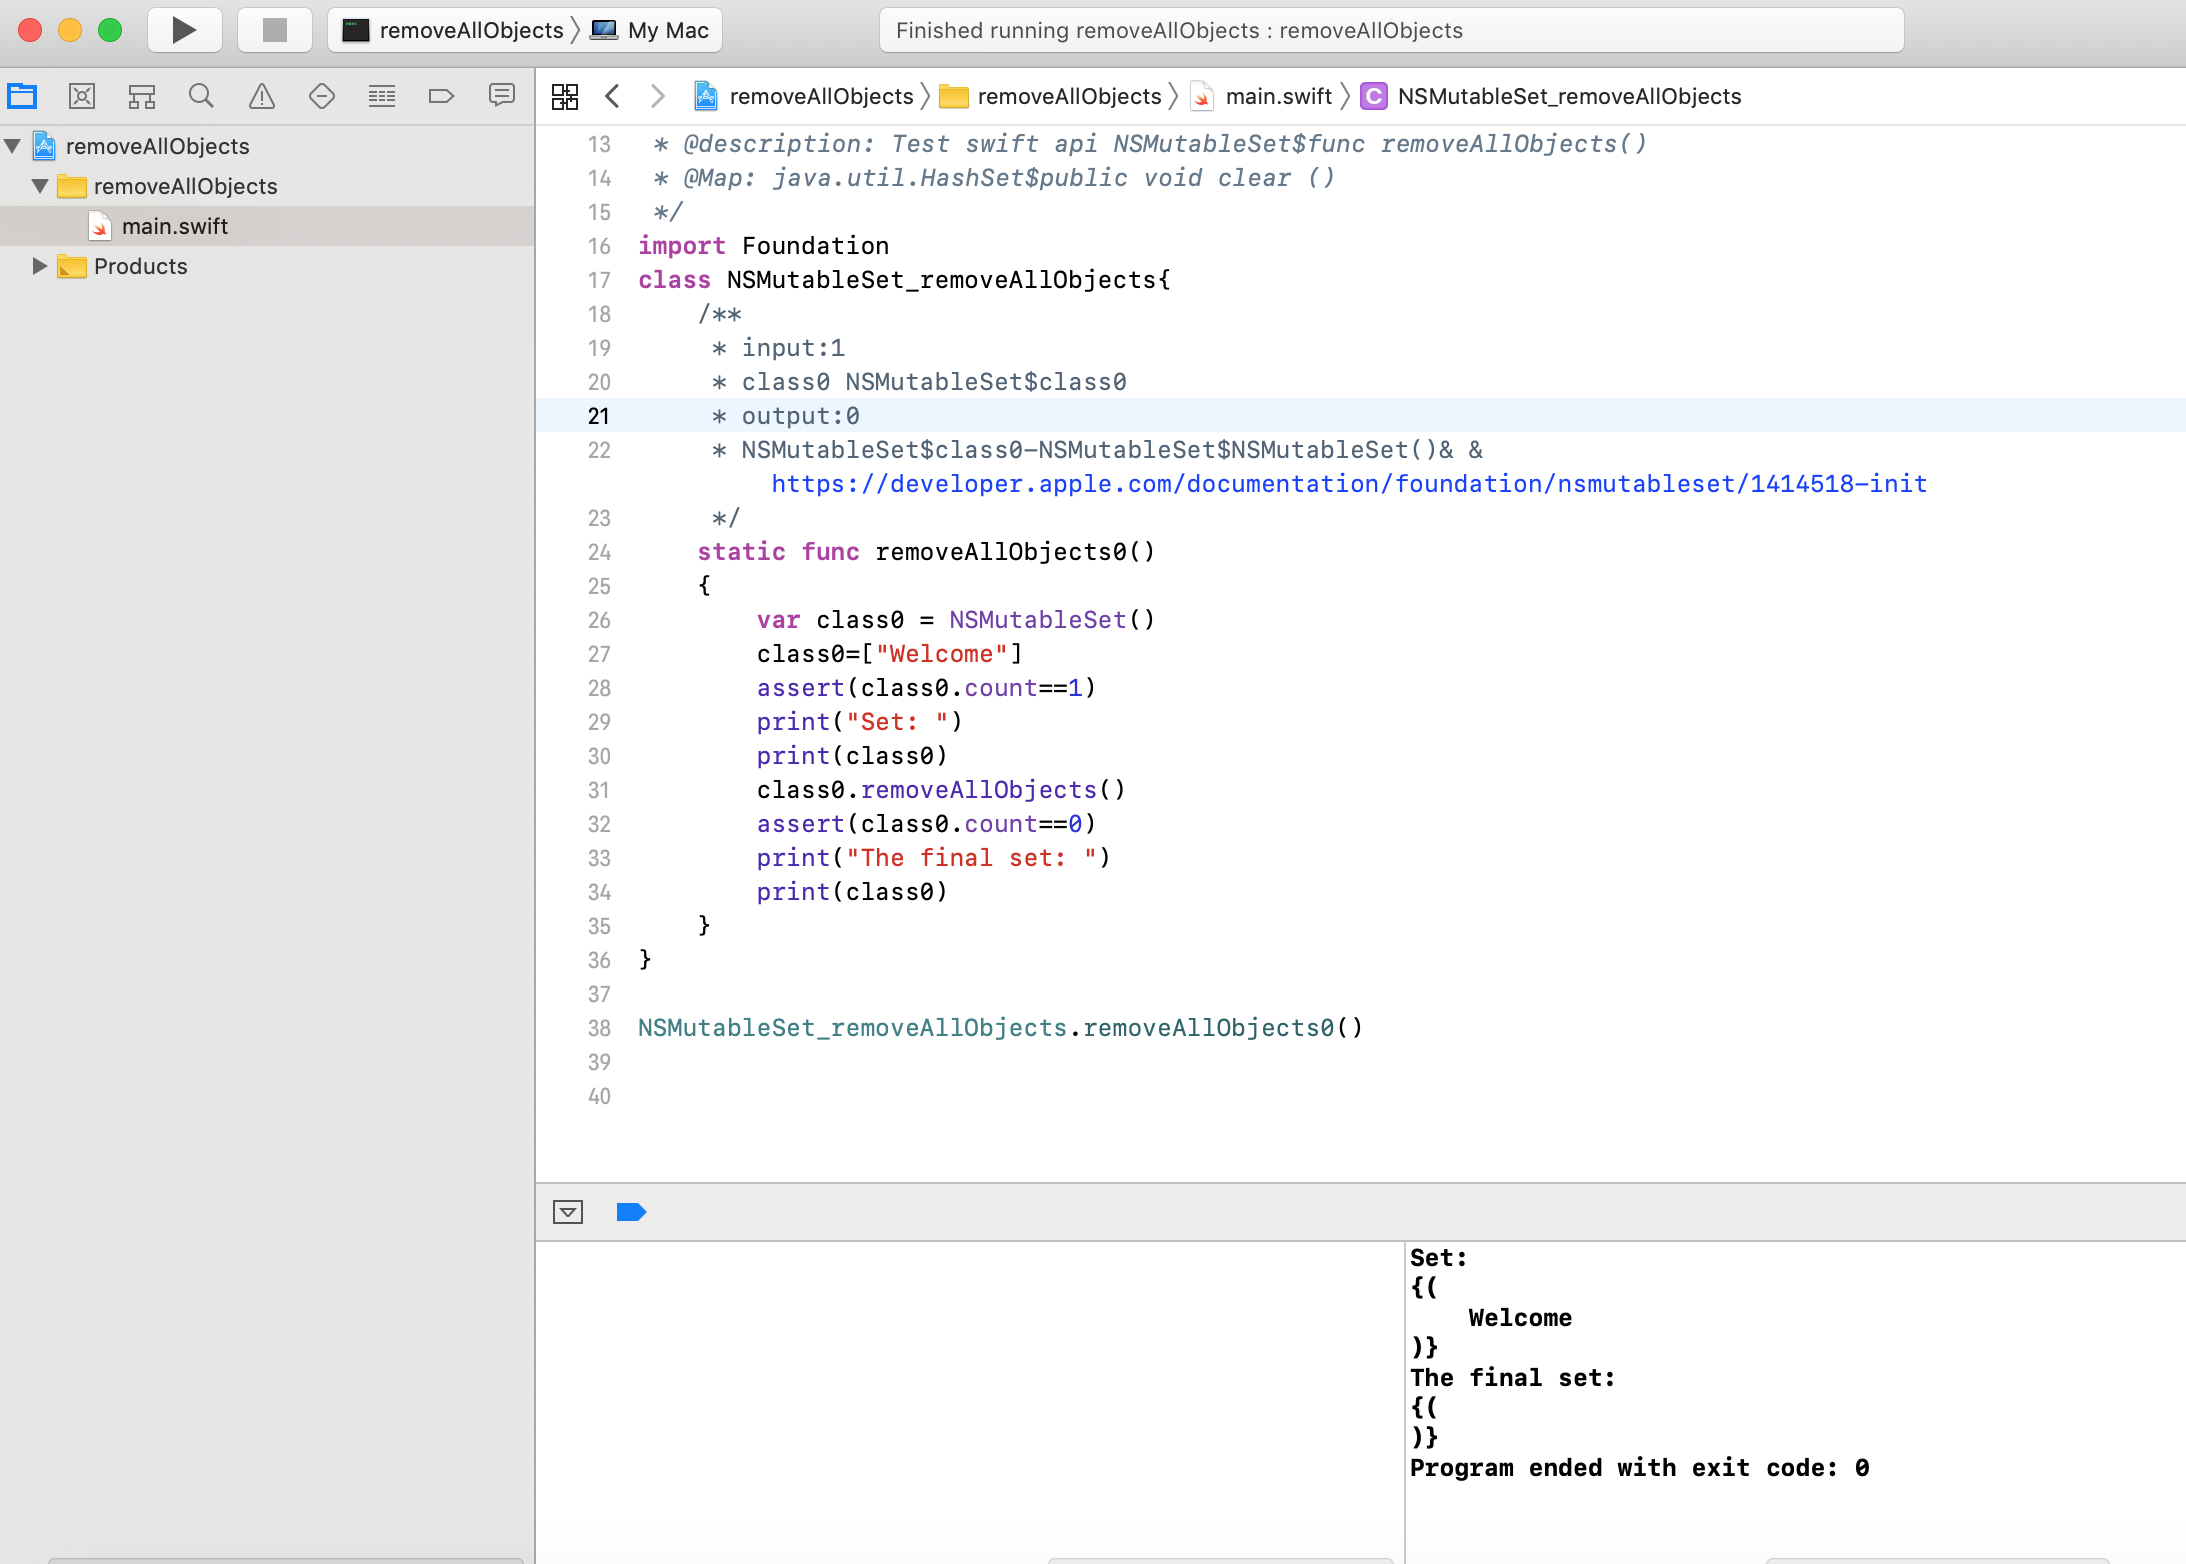 removeAllObjects 〉 My Mac
Finished running removeAllObjects : removeAllObjects
removeAllObjects 〉 removeAllObjects 〉 main.swift 〉 C NSMutableSet_removeAllObjects
removeAllObjects
removeAllObjects
main.swift
Products
13 * @description: Test swift api NSMutableSet$func removeAllObjects()
14 * @Map: java.util.HashSet$public void clear ()
15 */
16 import Foundation
17 class NSMutableSet_removeAllObjects{
18 /**
19 * input:1
20 * class0 NSMutableSet$class0
21 * output:0
22 * NSMutableSet$class0-NSMutableSet$NSMutableSet()& &
https://developer.apple.com/documentation/foundation/nsmutableset/1414518-init
23 */
24 static func removeAllObjects0()
25 {
26 var class0 = NSMutableSet()
27 class0=["Welcome"]
28 assert(class0.count==1)
29 print("Set: ")
30 print(class0)
31 class0.removeAllObjects()
32 assert(class0.count==0)
33 print("The final set: ")
34 print(class0)
35 }
36 }
37
38 NSMutableSet_removeAllObjects.removeAllObjects0()
39
40
Set:
{(
Welcome
)}
The final set:
{(
)}
Program ended with exit code: 0